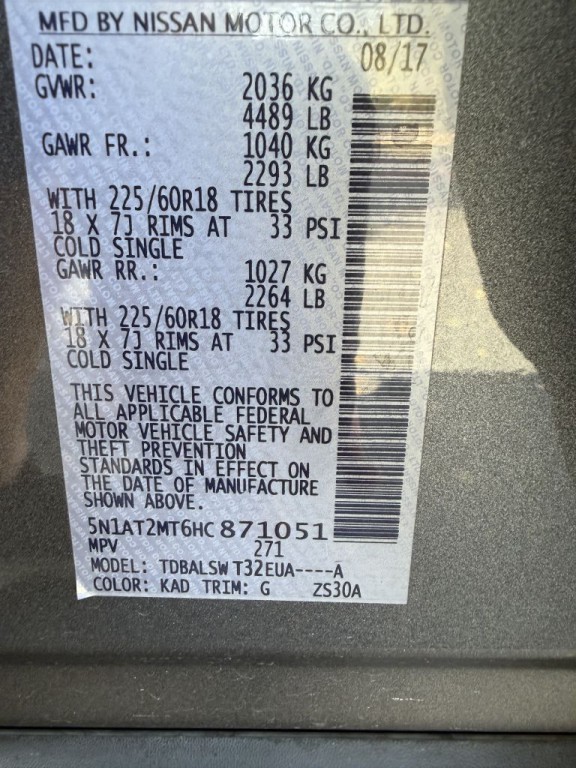 MFD BY NISSAN MOTOR CO., LTD.
DATE: 08/17
GVWR: 2036 KG
4489 LB
GAWR FR.: 1040 KG
2293 LB
WITH 225/60R18 TIRES
18 X 7J RIMS AT 33 PSI
COLD SINGLE
GAWR RR.: 1027 KG
2264 LB
WITH 225/60R18 TIRES
18 X 7J RIMS AT 33 PSI
COLD SINGLE
THIS VEHICLE CONFORMS TO
ALL APPLICABLE FEDERAL
MOTOR VEHICLE SAFETY AND
THEFT PREVENTION
STANDARDS IN EFFECT ON
THE DATE OF MANUFACTURE
SHOWN ABOVE.
5N1AT2MT6HC871051
MPV 271
MODEL: TDBALSW T32EUA----A
COLOR: KAD TRIM: G ZS30A